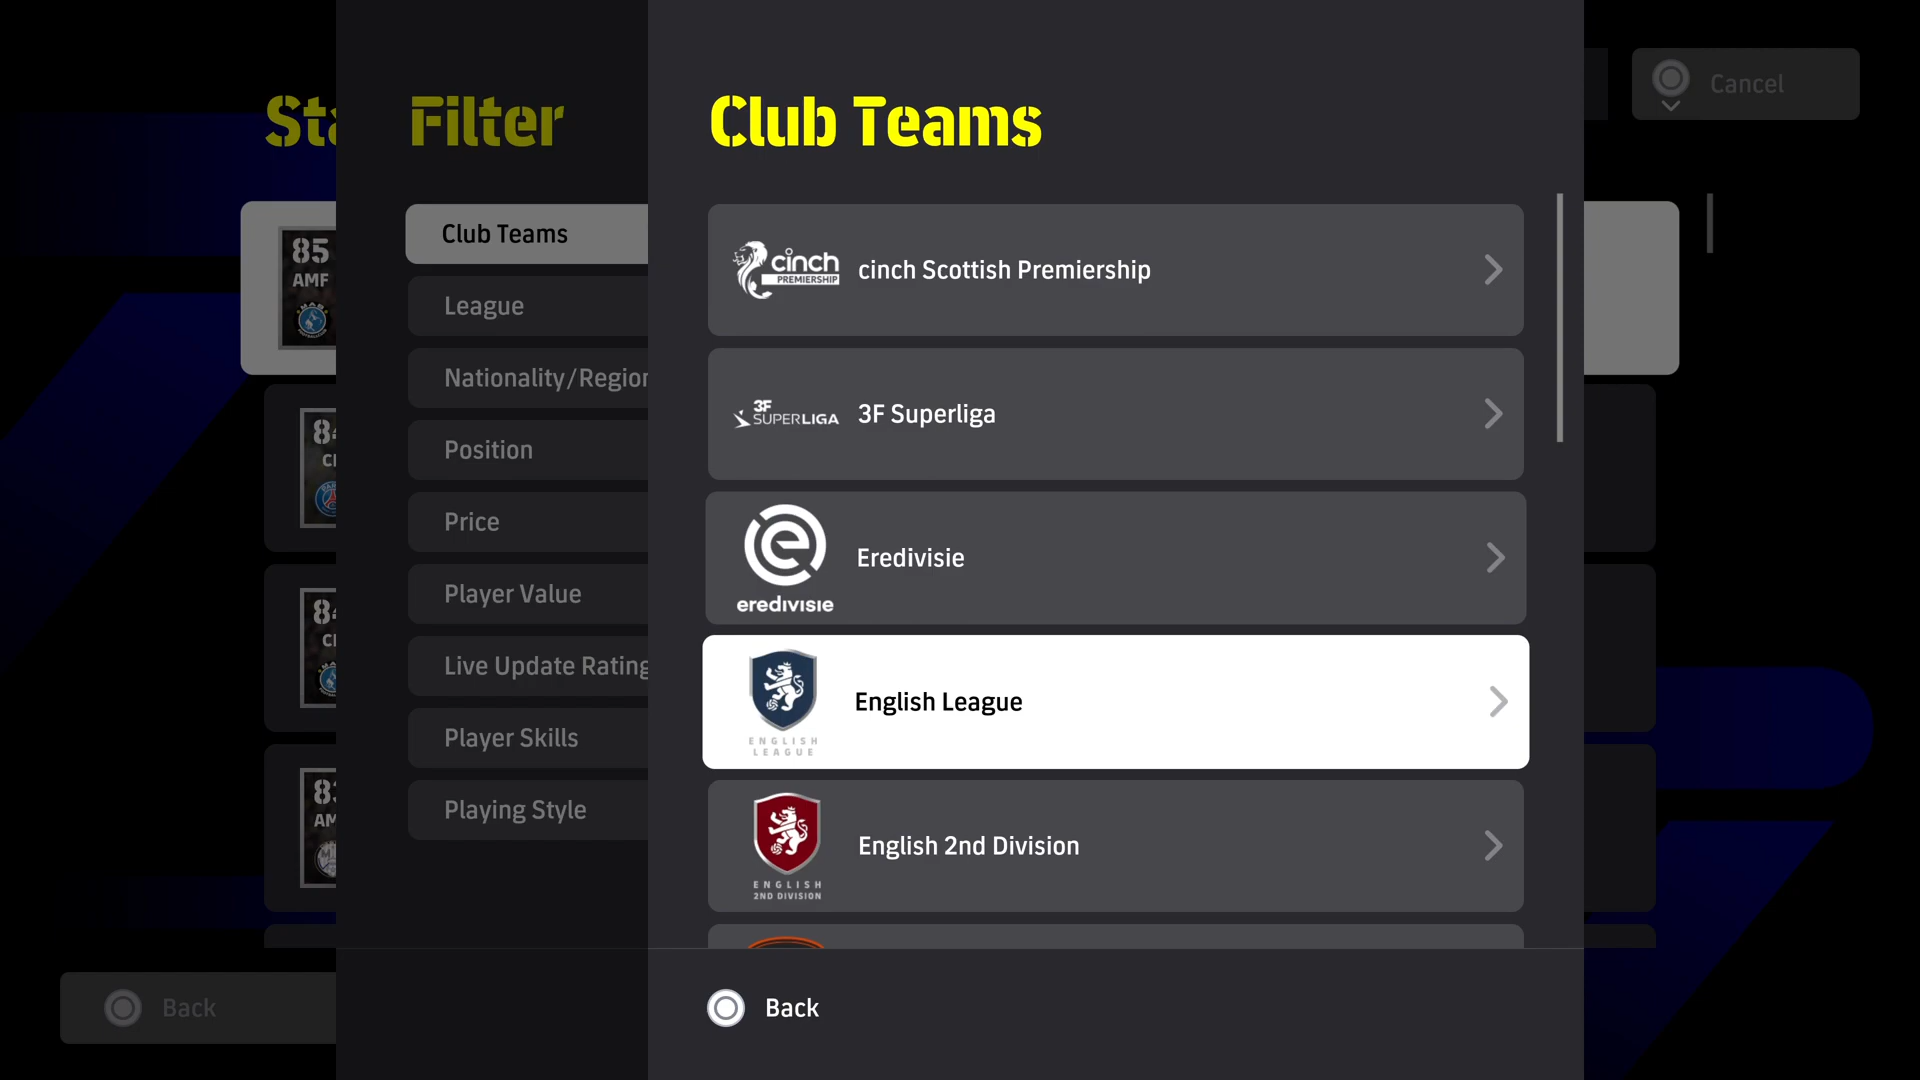 Cancel
Filter
Club Teams
Club Teams
League
Position
Price
Player Value
Live Update Rating
Player Skills
Playing Style
85
AMF
cinch
PREMIERSHIP
cinch Scottish Premiership
3F
SUPERLIGA
3F Superliga
eredivisie
Eredivisie
ENGLISH
LEAGUE
English League
ENGLISH
2ND DIVISION
English 2nd Division
Back
Back